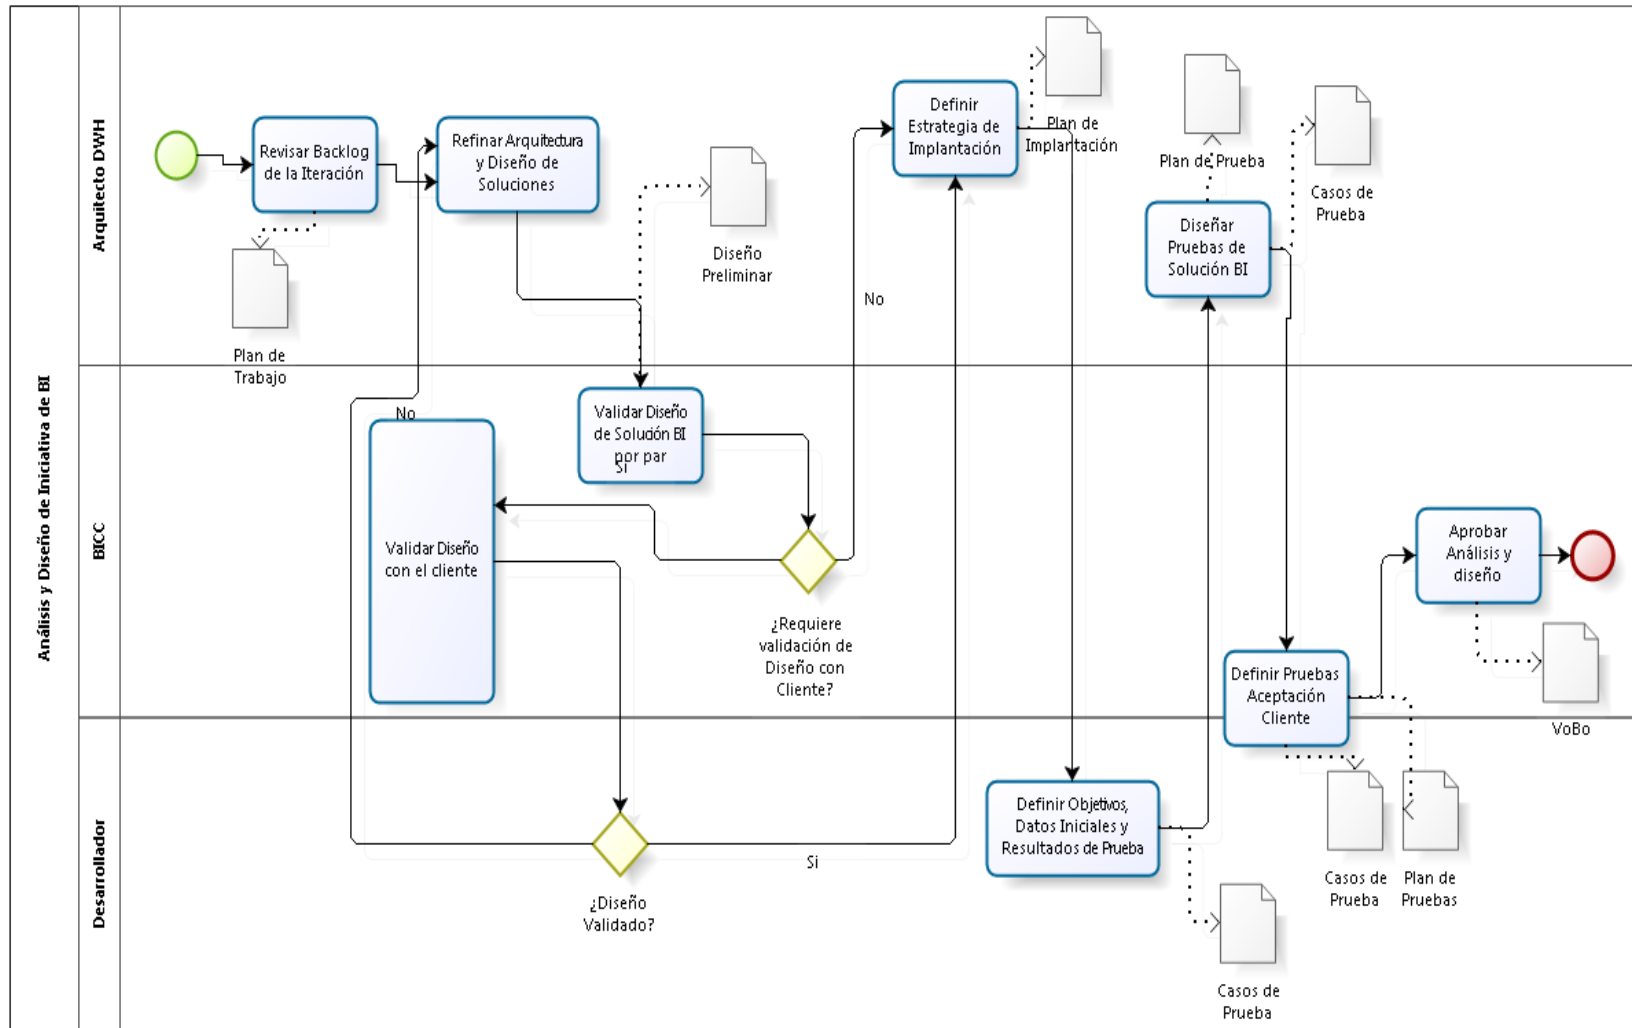 Análisis y Diseño de Iniciativa de BI
Arquitecto DWH
Revisar Backlog
de la Iteración
Plan de
Trabajo
Refinar Arquitectura
y Diseño de
Soluciones
Diseño
Preliminar
Definir
Estrategia de
Implantación
Plan de
Implantación
No
Plan de Prueba
Casos de
Prueba
Diseñar
Pruebas de
Solución BI
BICC
No
Validar Diseño
con el cliente
Validar Diseño
de Solución BI
por par
Si
¿Requiere
validación de
Diseño con
Cliente?
Definir Pruebas
Aceptación
Cliente
Aprobar
Análisis y
diseño
VoBo
Desarrollador
¿Diseño
Validado?
Si
Definir Objetivos,
Datos Iniciales y
Resultados de Prueba
Casos de
Prueba
Casos de
Prueba
Plan de
Pruebas